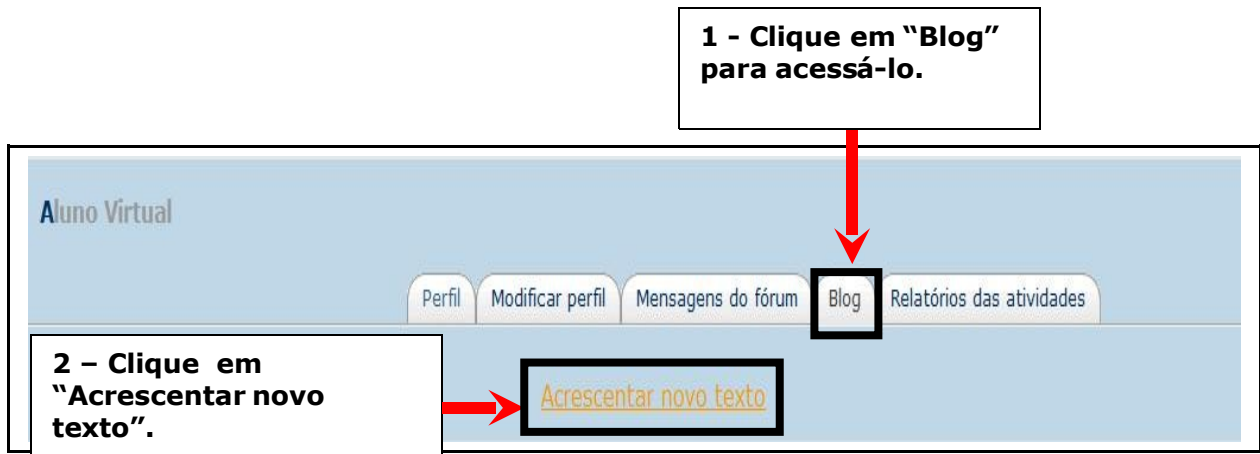 1 - Clique em “Blog”
para acessá-lo.
Aluno Virtual
Perfil Modificar perfil Mensagens do fórum Blog Relatórios das atividades
2 – Clique em
“Acrescentar novo
texto”.
Acrescentar novo texto